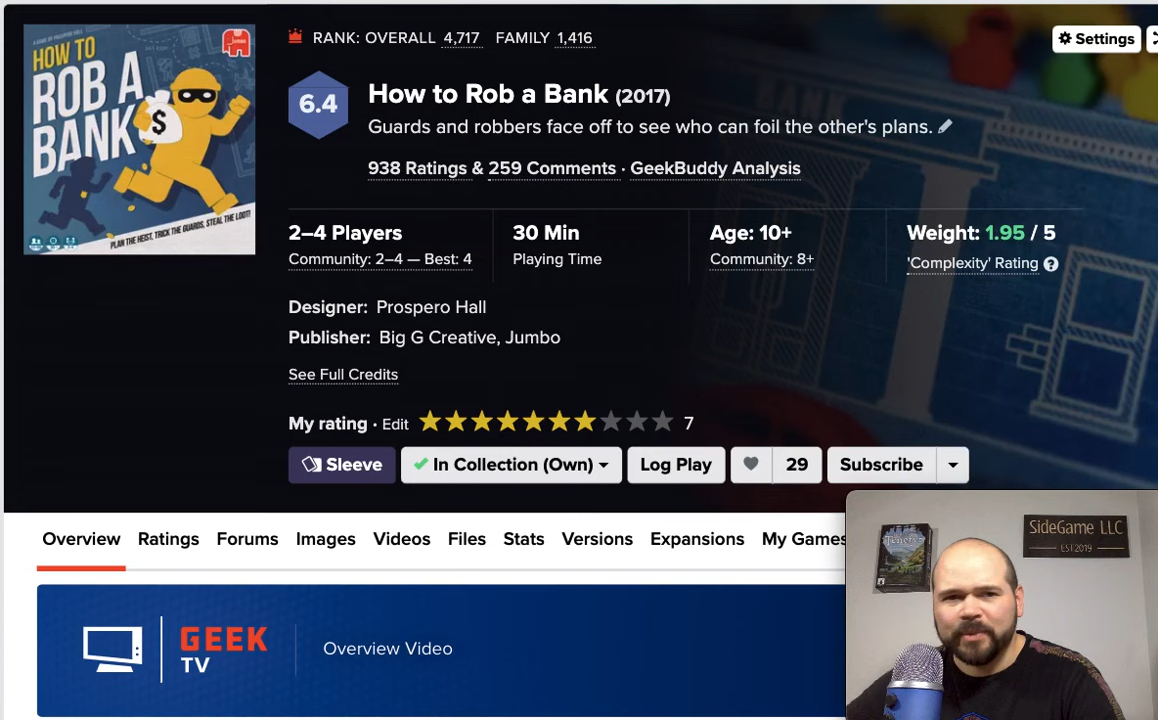 RANK: OVERALL 4,717 FAMILY 1,416
Settings
HOW TO
ROB A
BANK
$
PLAN THE HEIST, TRICK THE GUARDS, STEAL THE LOOT!
6.4
How to Rob a Bank (2017)
Guards and robbers face off to see who can foil the other's plans.
938 Ratings & 259 Comments · GeekBuddy Analysis
2–4 Players
Community: 2–4 — Best: 4
30 Min
Playing Time
Age: 10+
Community: 8+
Weight: 1.95 / 5
'Complexity' Rating ?
Designer: Prospero Hall
Publisher: Big G Creative, Jumbo
See Full Credits
My rating · Edit 7
Sleeve In Collection (Own) Log Play 29 Subscribe
Overview Ratings Forums Images Videos Files Stats Versions Expansions My Games
GEEK
TV
Overview Video
SideGame LLC
EST 2019